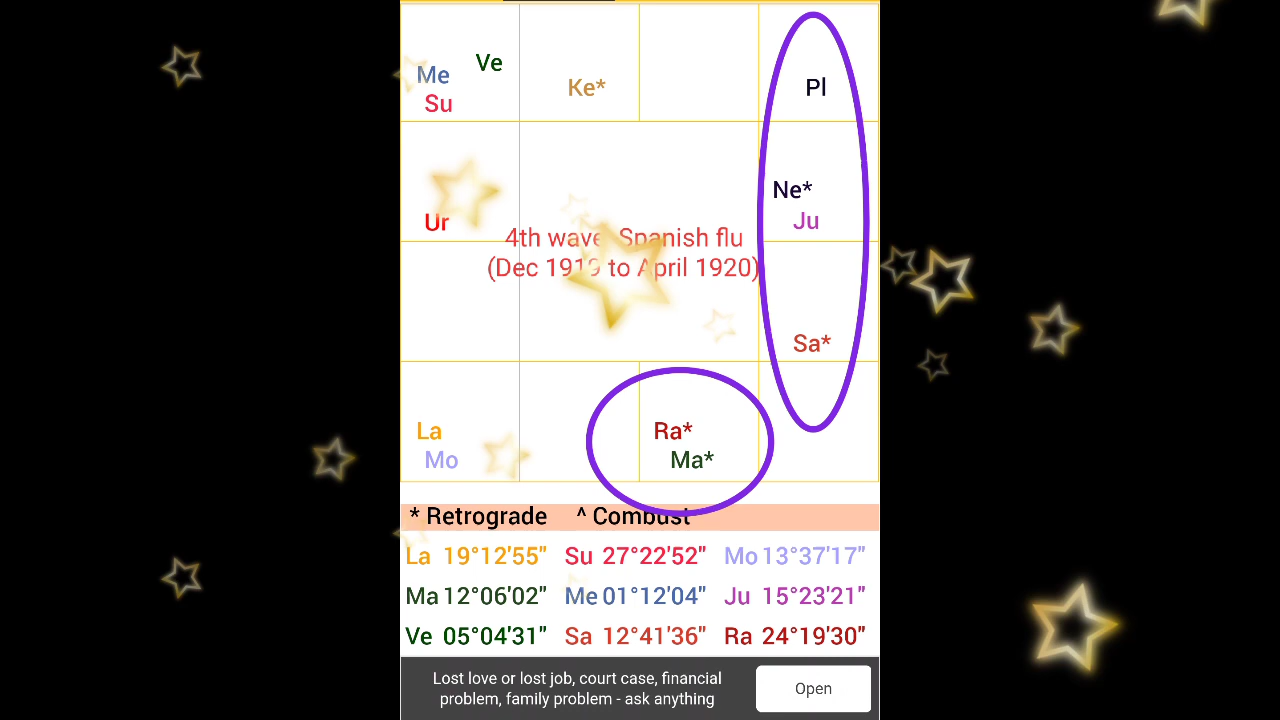 Me Ve
Su
Ke*
Pl
Ur
Ne*
Ju
4th wave Spanish flu
(Dec 1919 to April 1920)
Sa*
La
Mo
Ra*
Ma*
* Retrograde ^ Combust
La 19°12'55" Su 27°22'52" Mo 13°37'17"
Ma 12°06'02" Me 01°12'04" Ju 15°23'21"
Ve 05°04'31" Sa 12°41'36" Ra 24°19'30"
Lost love or lost job, court case, financial
problem, family problem - ask anything
Open